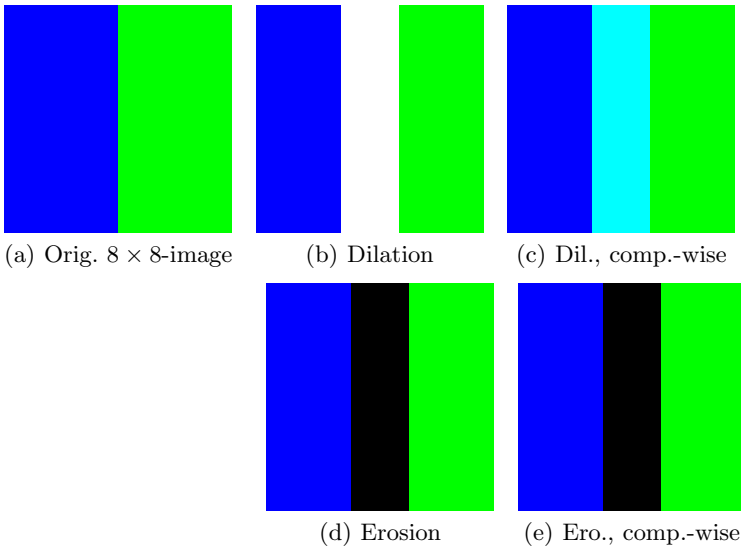 (a) Orig. 8 × 8-image
(b) Dilation
(c) Dil., comp.-wise
(d) Erosion
(e) Ero., comp.-wise